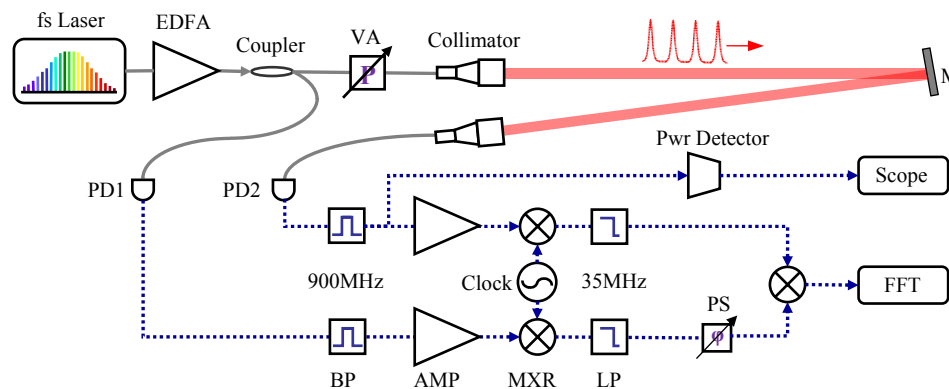 fs Laser
EDFA
Coupler
VA
P
Collimator
M
PD1
PD2
Pwr Detector
Scope
900MHz
Clock
35MHz
PS
φ
FFT
BP
AMP
MXR
LP